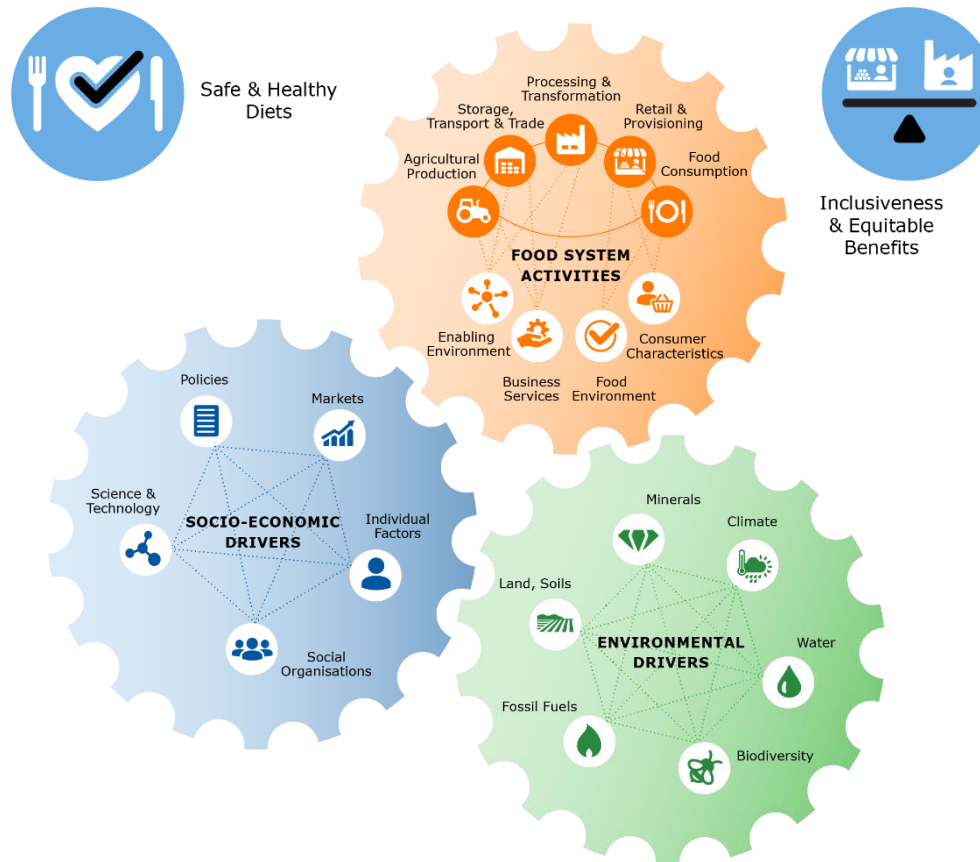 Safe & Healthy
Diets
Processing &
Transformation
Storage,
Transport & Trade
Retail &
Provisioning
Agricultural
Production
Food
Consumption
FOOD SYSTEM
ACTIVITIES
Enabling
Environment
Business
Services
Food
Environment
Consumer
Characteristics
Inclusiveness
& Equitable
Benefits
Policies
Markets
Science &
Technology
SOCIO-ECONOMIC
DRIVERS
Individual
Factors
Social
Organisations
Minerals
Climate
Land, Soils
ENVIRONMENTAL
DRIVERS
Water
Fossil Fuels
Biodiversity